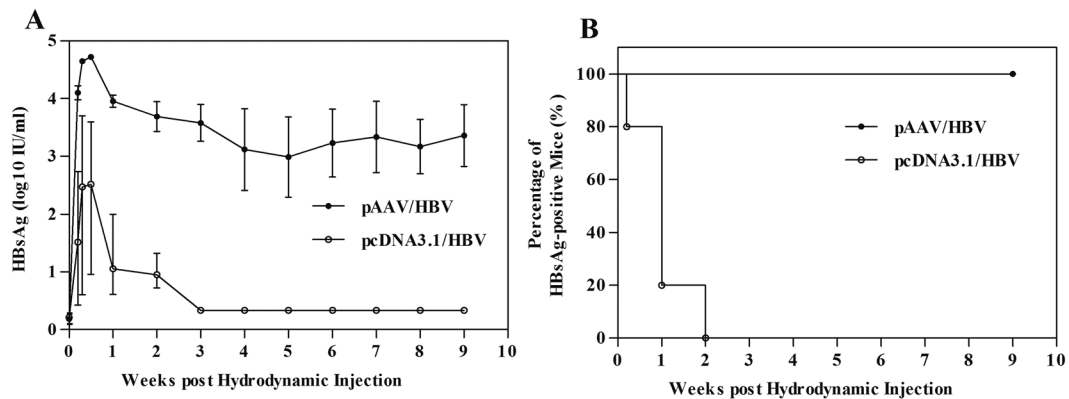 A
HBsAg (log10 IU/ml)
5
4
3
2
1
0
pAAV/HBV
pcDNA3.1/HBV
0 1 2 3 4 5 6 7 8 9 10
Weeks post Hydrodynamic Injection
B
Percentage of
HBsAg-positive Mice (%)
100
80
60
40
20
0
pAAV/HBV
pcDNA3.1/HBV
0 1 2 3 4 5 6 7 8 9 10
Weeks post Hydrodynamic Injection